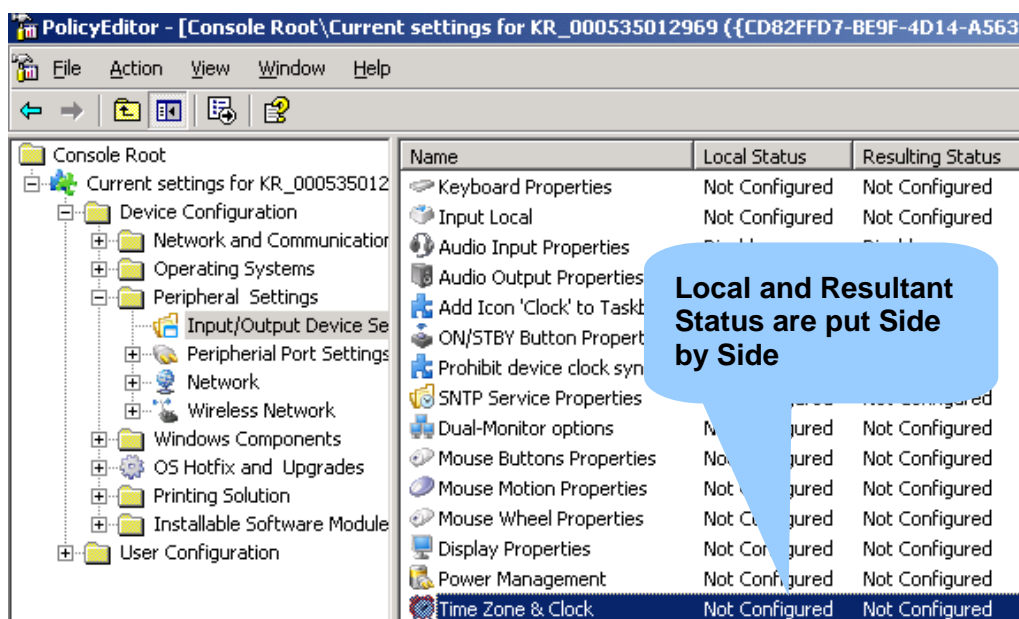 PolicyEditor - [Console Root\Current settings for KR_000535012969 ({CD82FFD7-BE9F-4D14-A563
File Action View Window Help
Console Root
Current settings for KR_000535012
Device Configuration
Network and Communication
Operating Systems
Peripheral Settings
Input/Output Device Se
Peripherial Port Settings
Network
Wireless Network
Windows Components
OS Hotfix and Upgrades
Printing Solution
Installable Software Module
User Configuration
Name Local Status Resulting Status
Keyboard Properties Not Configured Not Configured
Input Local Not Configured Not Configured
Audio Input Properties
Audio Output Properties
Add Icon 'Clock' to Taskb
ON/STBY Button Propert
Prohibit device clock syn
SNTP Service Properties
Dual-Monitor options Not Configured
Mouse Buttons Properties Not Configured
Mouse Motion Properties Not Configured
Mouse Wheel Properties Not Configured
Display Properties Not Configured Not Configured
Power Management Not Configured Not Configured
Time Zone & Clock Not Configured Not Configured
Local and Resultant
Status are put Side
by Side